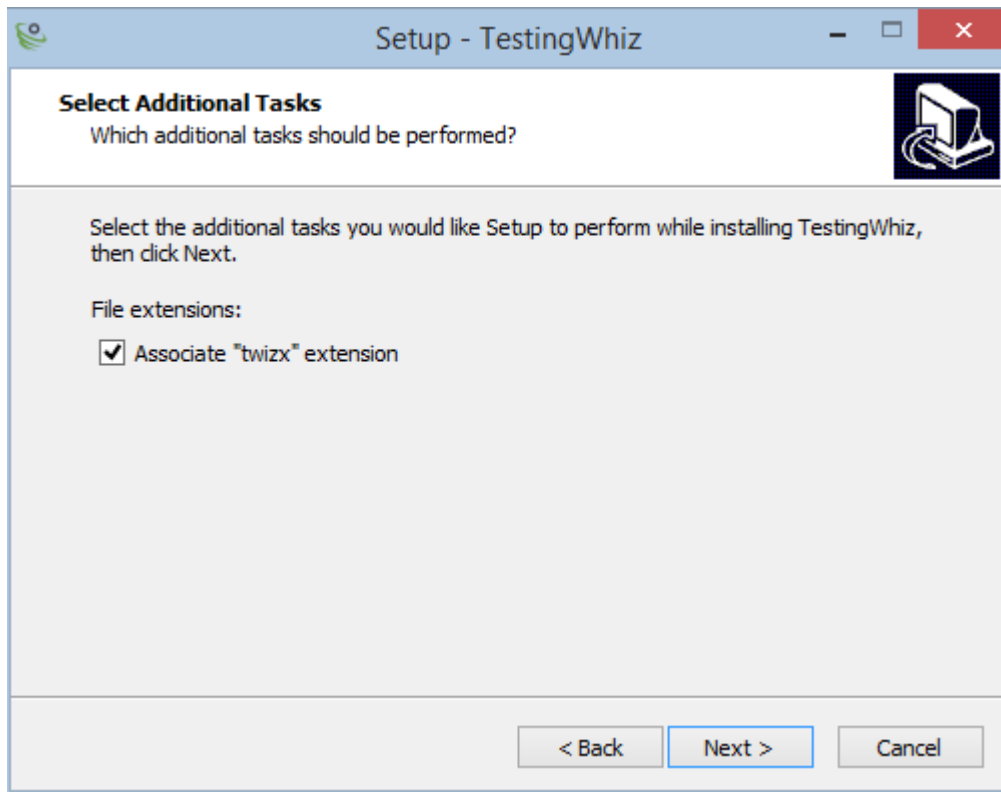 Setup - TestingWhiz
Select Additional Tasks
Which additional tasks should be performed?
Select the additional tasks you would like Setup to perform while installing TestingWhiz,
then click Next.
File extensions:
Associate "twizx" extension
< Back Next > Cancel